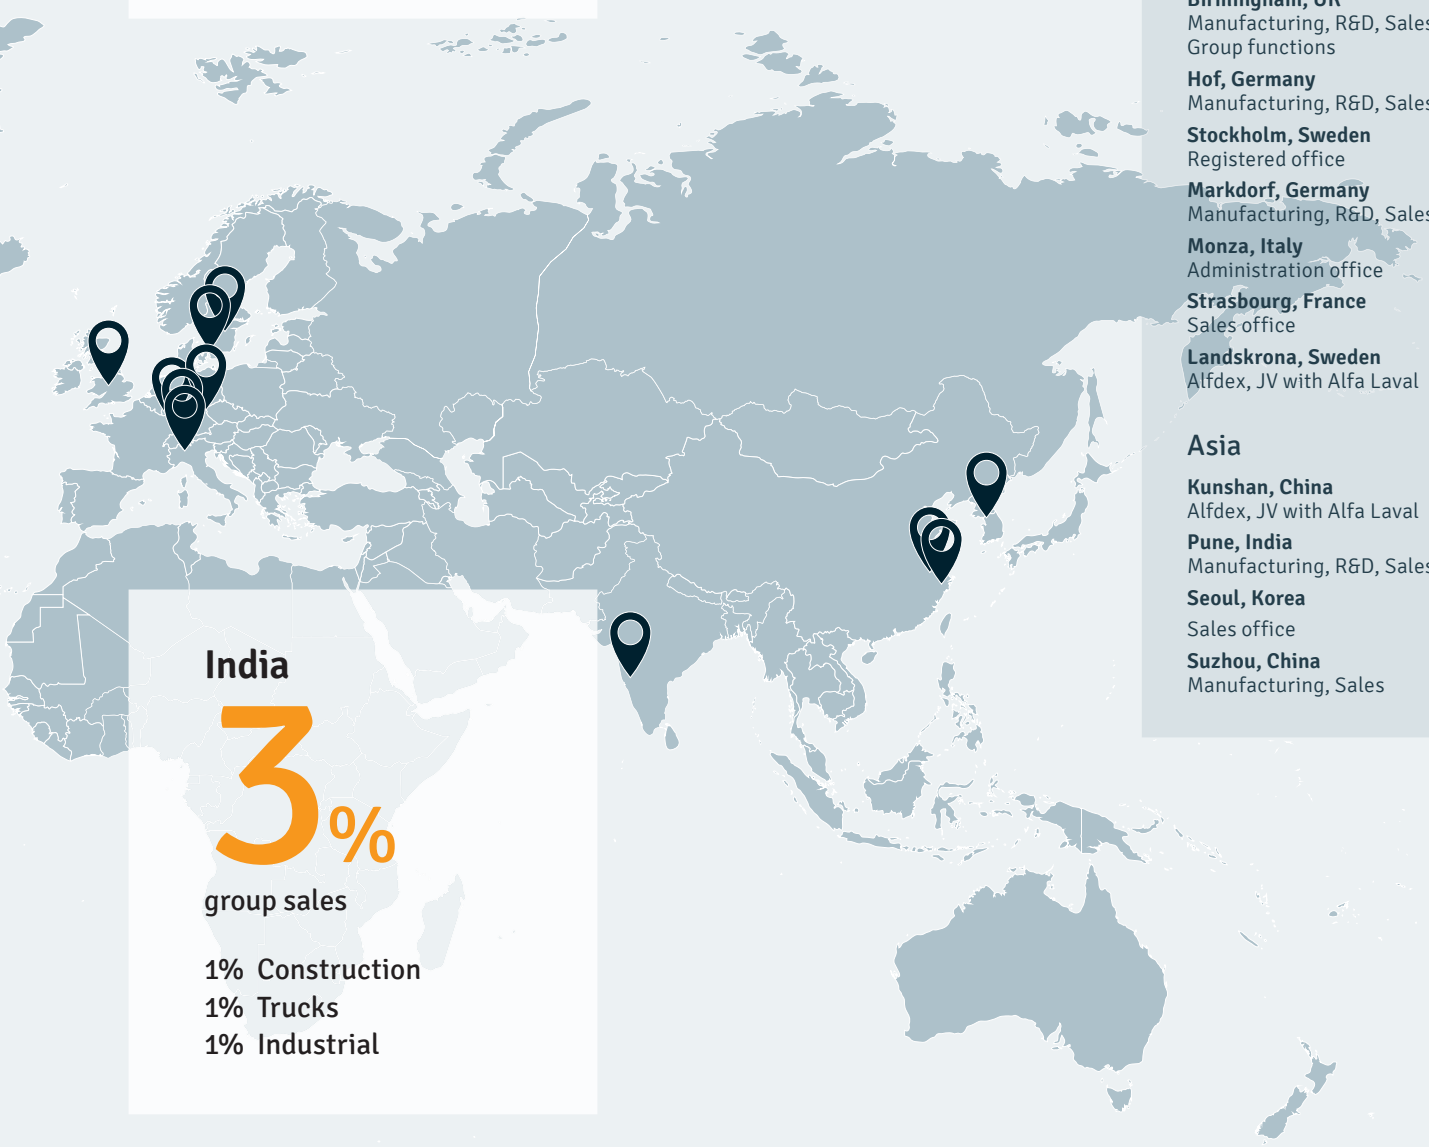 India
3%
group sales
1% Construction
1% Trucks
1% Industrial
Birmingham, UK
Manufacturing, R&D, Sales
Group functions
Hof, Germany
Manufacturing, R&D, Sales
Stockholm, Sweden
Registered office
Markdorf, Germany
Manufacturing, R&D, Sales
Monza, Italy
Administration office
Strasbourg, France
Sales office
Landskrona, Sweden
Alfdex, JV with Alfa Laval
Asia
Kunshan, China
Alfdex, JV with Alfa Laval
Pune, India
Manufacturing, R&D, Sales
Seoul, Korea
Sales office
Suzhou, China
Manufacturing, Sales